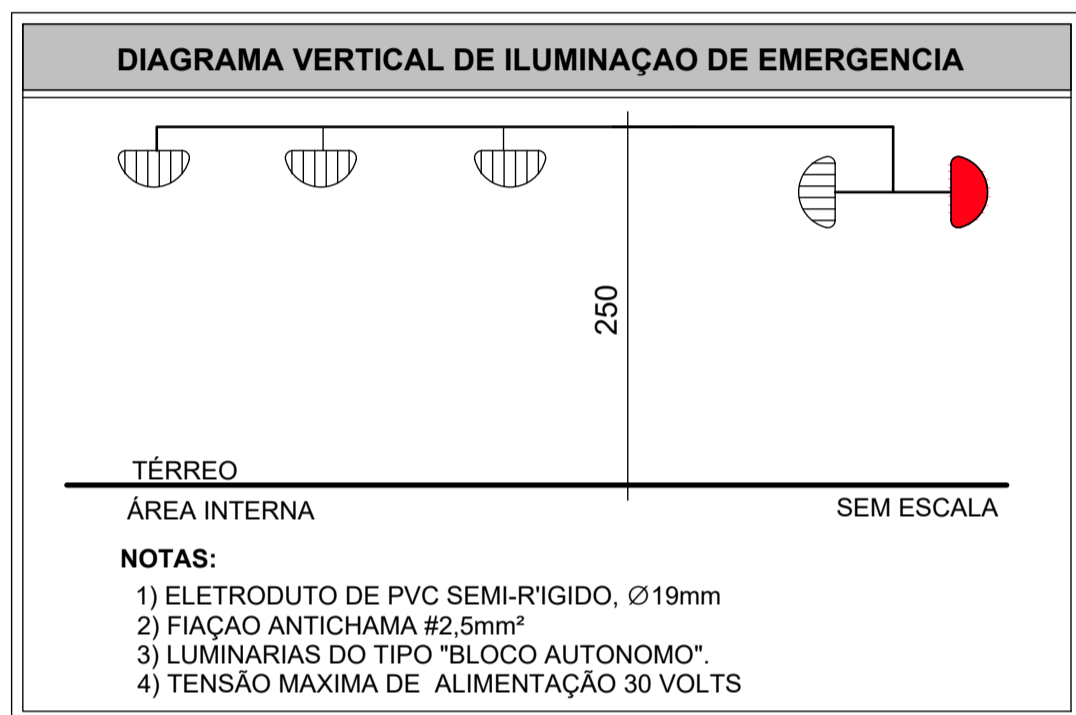 DIAGRAMA VERTICAL DE ILUMINAÇAO DE EMERGENCIA
250
TÉRREO
ÁREA INTERNA
SEM ESCALA
NOTAS:
1) ELETRODUTO DE PVC SEMI-R'IGIDO, ∅19mm
2) FIAÇAO ANTICHAMA #2,5mm²
3) LUMINARIAS DO TIPO "BLOCO AUTONOMO".
4) TENSÃO MAXIMA DE  ALIMENTAÇÃO 30 VOLTS